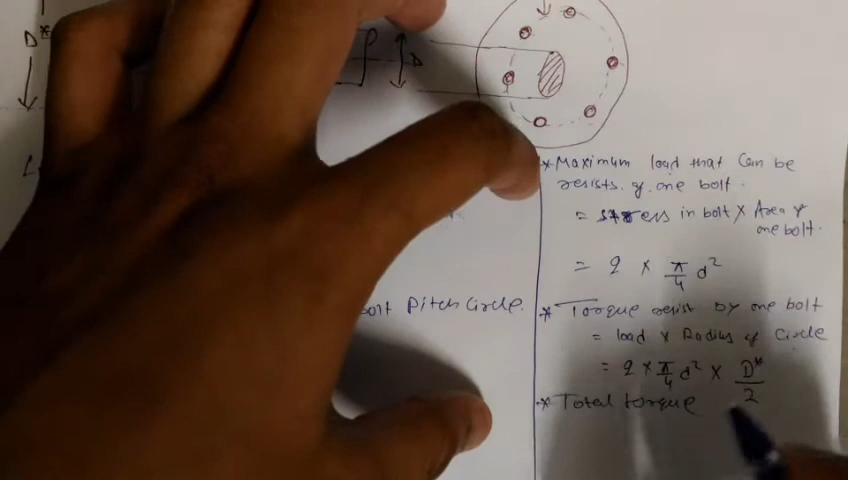 D*
D
* Maximum load that can be
resists. of one bolt.
= stress in bolt x Area of
one bolt.
= q x π/4 d²
bolt Pitch Circle.
* Torque resist by one bolt
= load x Radius of Circle
= q x π/4 d² x D*/2
* Total torque